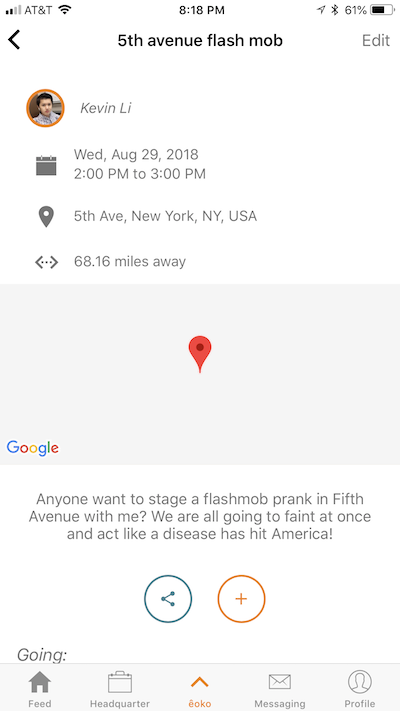 AT&T 8:18 PM 61%
5th avenue flash mob Edit
Kevin Li
Wed, Aug 29, 2018
2:00 PM to 3:00 PM
5th Ave, New York, NY, USA
68.16 miles away
Google
Anyone want to stage a flashmob prank in Fifth
Avenue with me? We are all going to faint at once
and act like a disease has hit America!
Going:
Feed Headquarter ēoko Messaging Profile